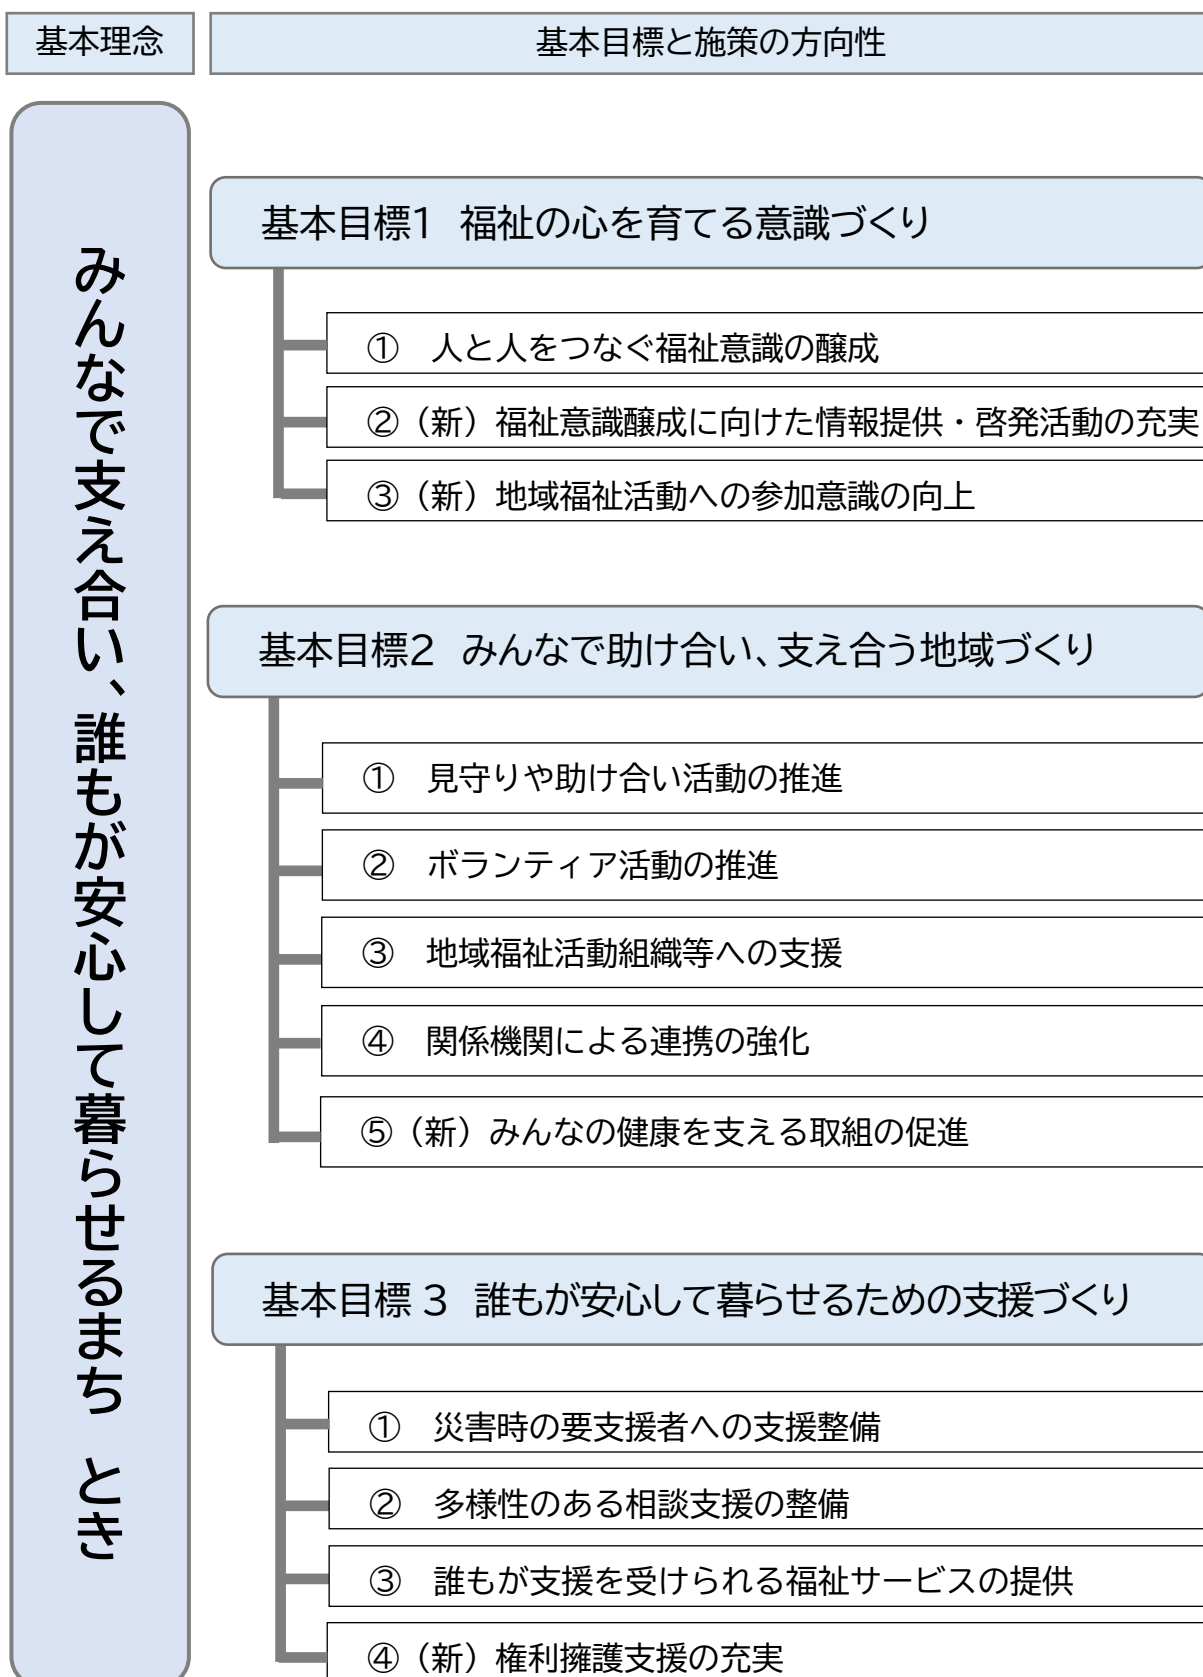 基本理念
基本目標と施策の方向性
みんなで支え合い、誰もが安心して暮らせるまち　とき
基本目標1　福祉の心を育てる意識づくり
①　人と人をつなぐ福祉意識の醸成
②（新）福祉意識醸成に向けた情報提供・啓発活動の充実
③（新）地域福祉活動への参加意識の向上
基本目標2　みんなで助け合い、支え合う地域づくり
①　見守りや助け合い活動の推進
②　ボランティア活動の推進
③　地域福祉活動組織等への支援
④　関係機関による連携の強化
⑤（新）みんなの健康を支える取組の促進
基本目標３　誰もが安心して暮らせるための支援づくり
①　災害時の要支援者への支援整備
②　多様性のある相談支援の整備
③　誰もが支援を受けられる福祉サービスの提供
④（新）権利擁護支援の充実